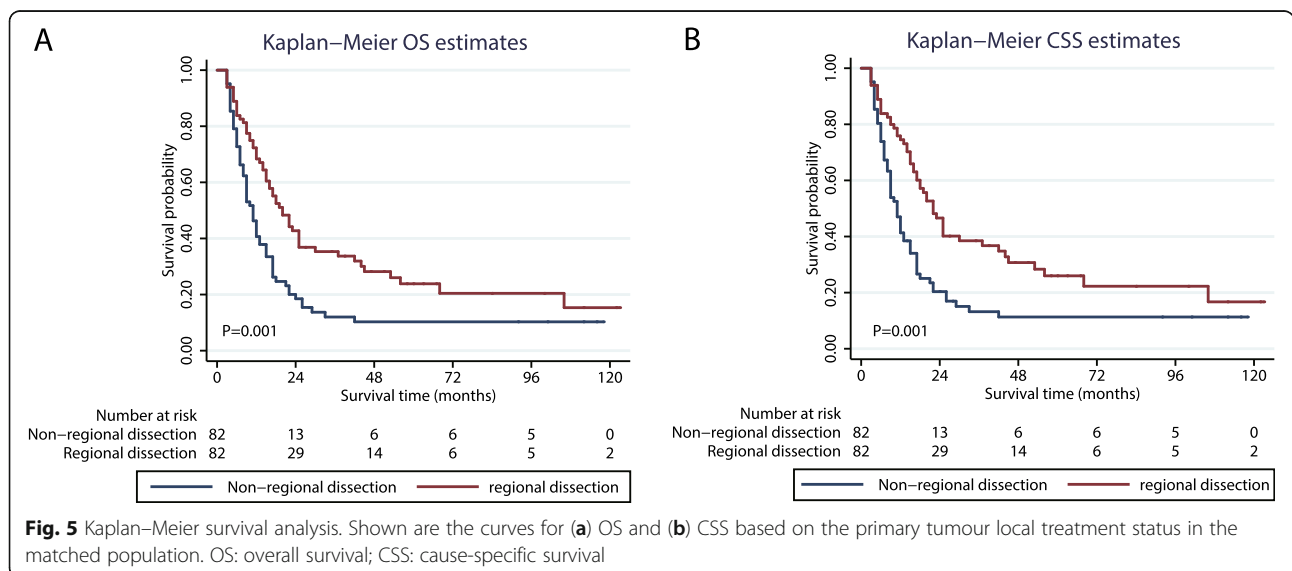 A
Kaplan−Meier OS estimates
Survival probability
1.00
0.80
0.60
0.40
0.20
0.00
P=0.001
0 24 48 72 96 120
Survival time (months)
Number at risk
Non−regional dissection 82 13 6 6 5 0
Regional dissection 82 29 14 6 5 2
Non−regional dissection regional dissection
B
Kaplan−Meier CSS estimates
Survival probability
1.00
0.80
0.60
0.40
0.20
0.00
P=0.001
0 24 48 72 96 120
Survival time (months)
Number at risk
Non−regional dissection 82 13 6 6 5 0
Regional dissection 82 29 14 6 5 2
Non−regional dissection regional dissection
Fig. 5 Kaplan–Meier survival analysis. Shown are the curves for (a) OS and (b) CSS based on the primary tumour local treatment status in the
matched population. OS: overall survival; CSS: cause-specific survival